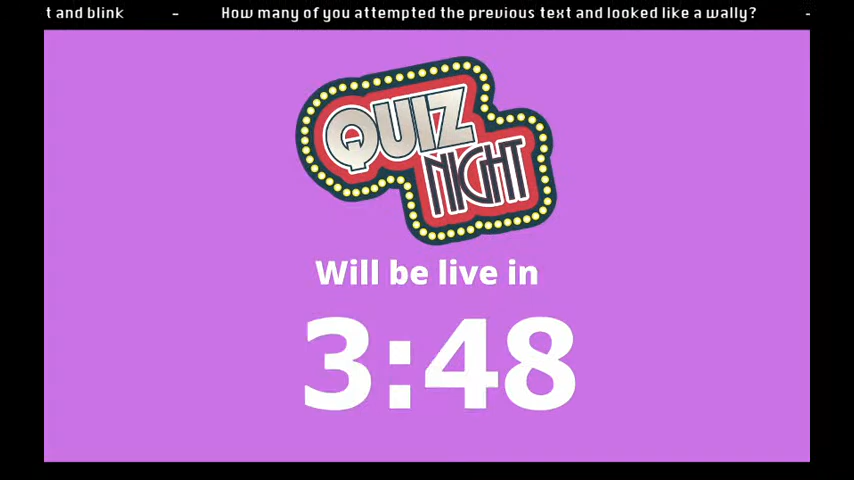 t and blink - How many of you attempted the previous text and looked like a wally? -
QUIZ
NIGHT
Will be live in
3:48